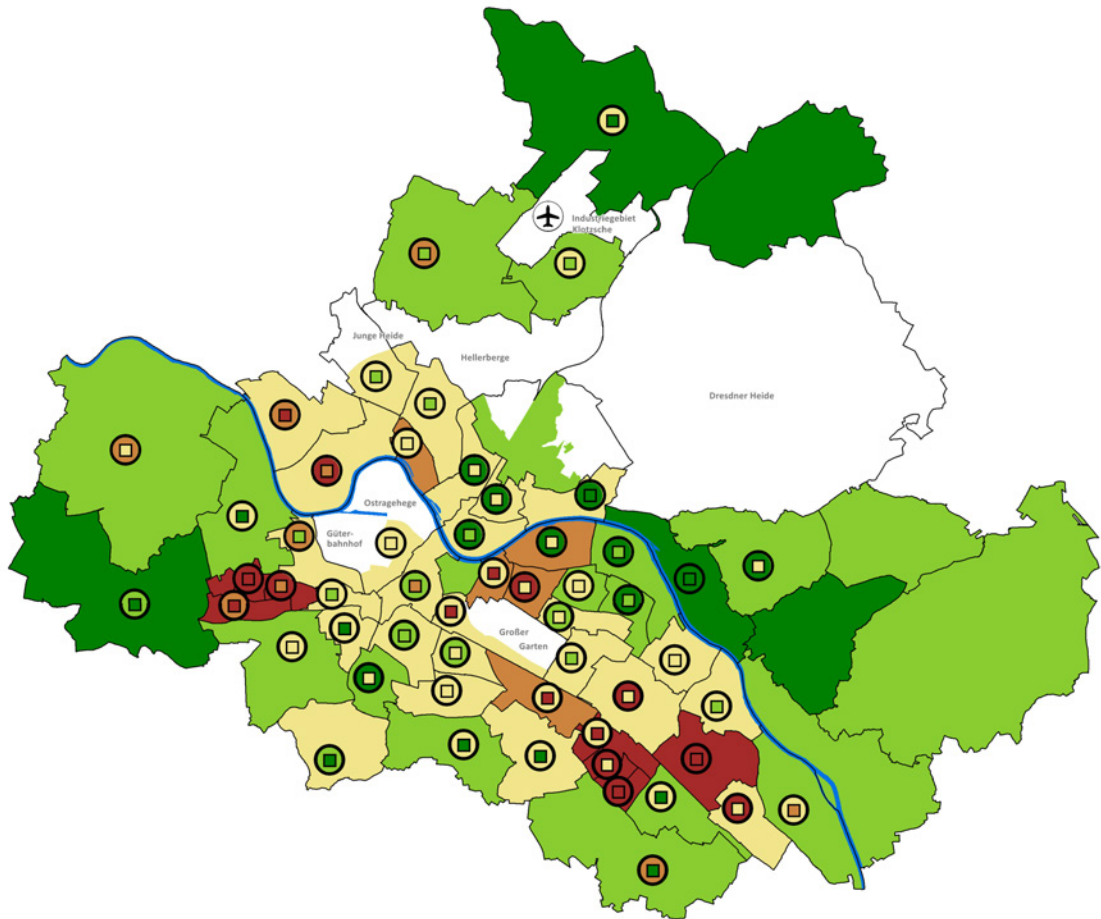 Industriegebiet
Klotzsche
Junge Heide
Hellerberge
Dresdner Heide
Ostragehege
Güter-
bahnhof
Großer
Garten